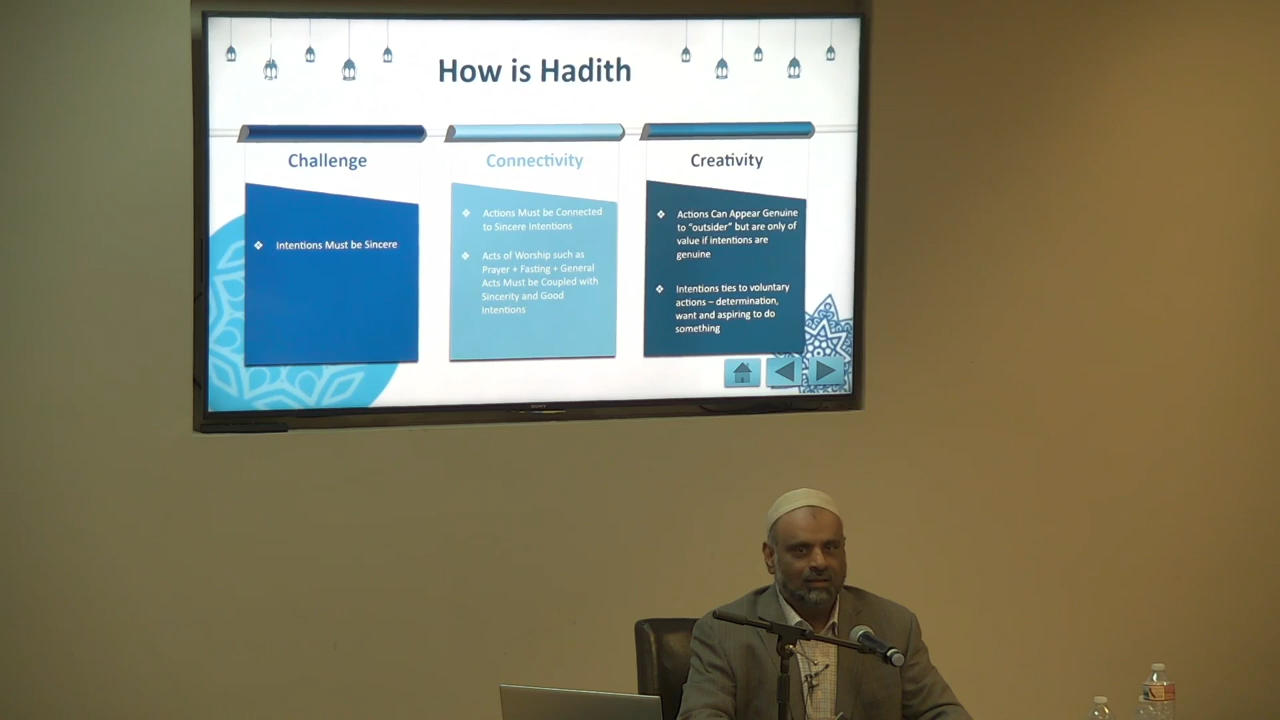 How is Hadith
Challenge
❖ Intentions Must be Sincere
Connectivity
❖ Actions Must be Connected
to Sincere Intentions
❖ Acts of Worship such as
Prayer + Fasting + General
Acts Must be Coupled with
Sincerity and Good
Intentions
Creativity
❖ Actions Can Appear Genuine
to “outsider” but are only of
value if intentions are
genuine
❖ Intentions ties to voluntary
actions – determination,
want and aspiring to do
something
SONY